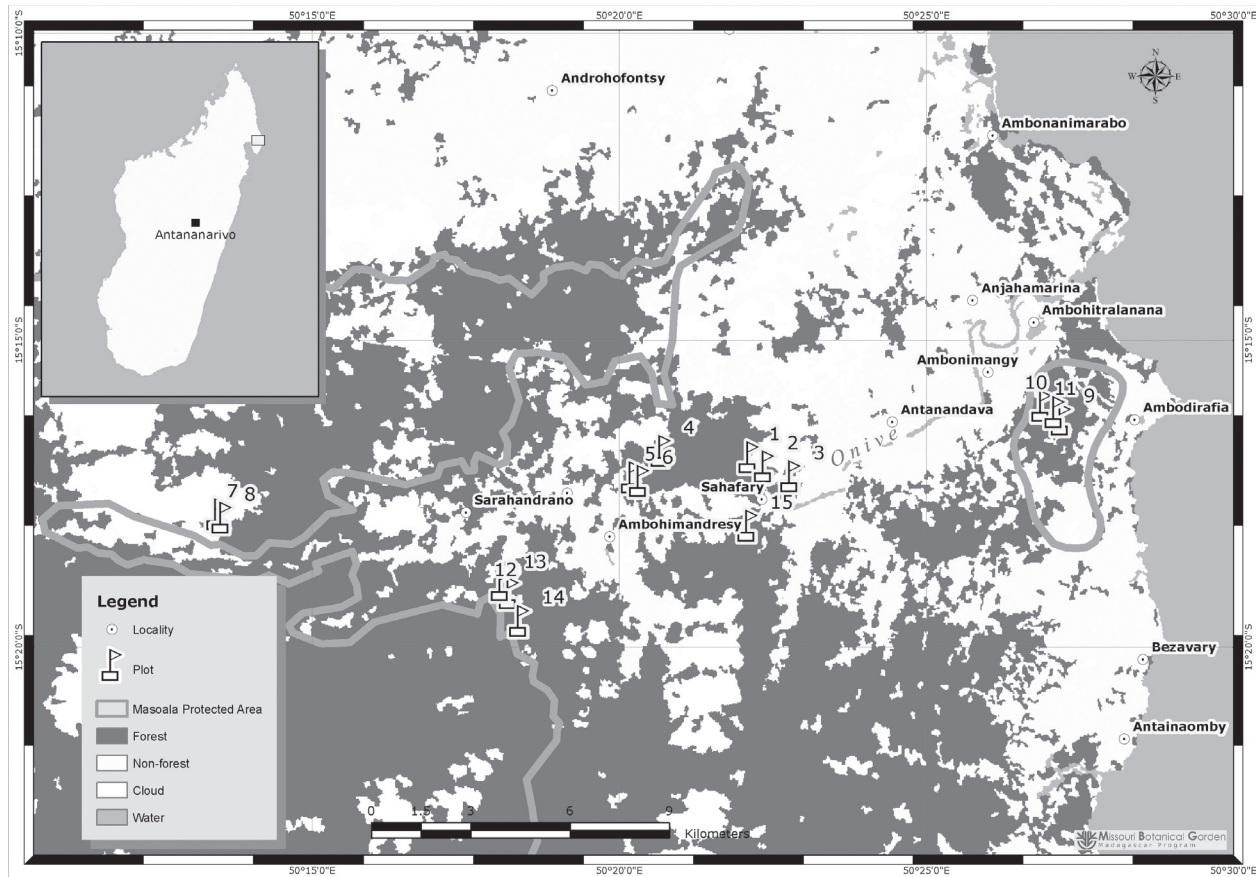 50°15'0"E
50°20'0"E
50°25'0"E
50°30'0"E
15°10'0"S
15°10'0"S
Androhofontsy
N
W E
S
Ambonanimarabo
Antananarivo
Anjahamarina
Ambohitralanana
15°15'0"S
15°15'0"S
Ambonimangy
10
11
9
Antanandava
Ambodirafia
Onive
4
1
2
3
5
6
Sahafary
15
7
8
Sarahandrano
Ambohimandresy
13
12
14
Legend
Locality
Plot
Masoala Protected Area
Forest
Non-forest
Cloud
Water
15°20'0"S
15°20'0"S
Bezavary
Antainaomby
0 1.5 3 6 9
Kilometers
Missouri Botanical Garden
Madagascar Program
50°15'0"E
50°20'0"E
50°25'0"E
50°30'0"E